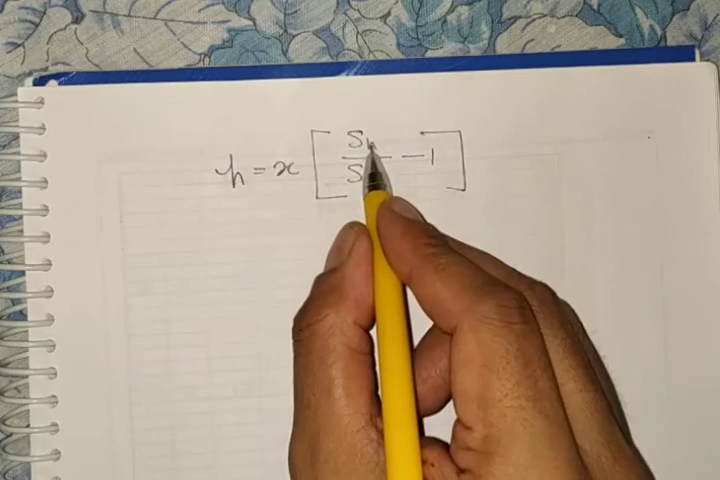 h = x [ S / S - 1 ]